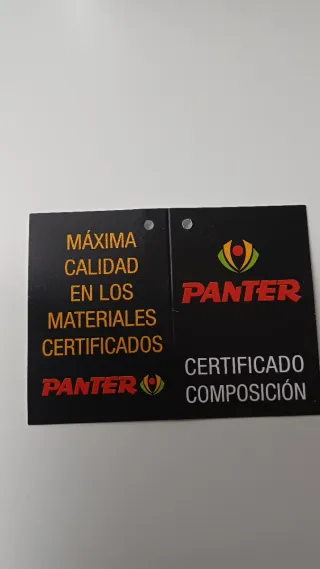 MÁXIMA
CALIDAD
EN LOS
MATERIALES
CERTIFICADOS
PANTER
PANTER
CERTIFICADO
COMPOSICIÓN